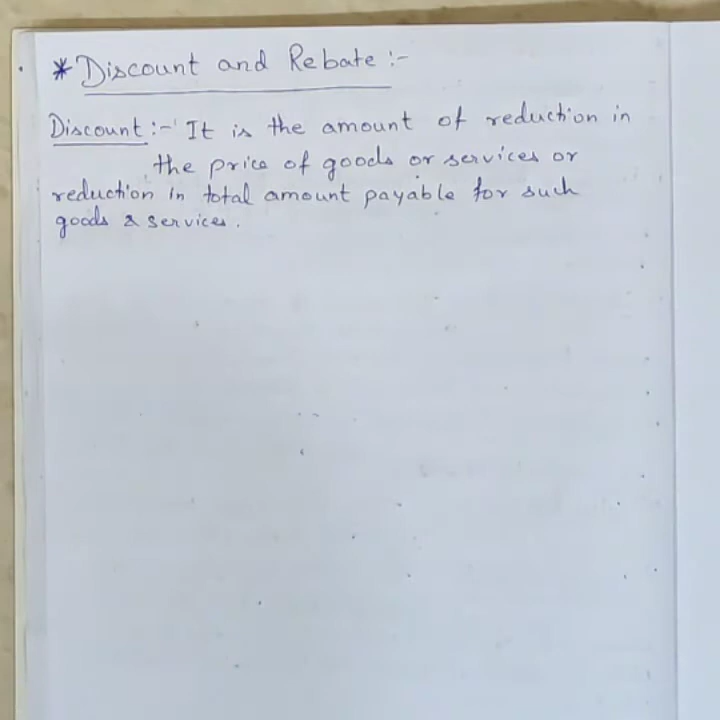 * Discount and Rebate :-
Discount :- It is the amount of reduction in
the price of goods or services or
reduction in total amount payable for such
goods & services.